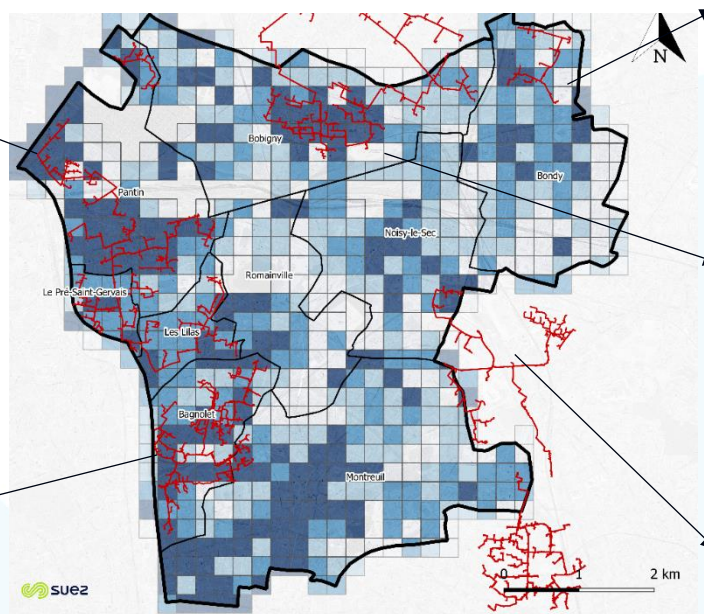 N
Bobigny
Bondy
Pantin
Noisy-le-Sec
Romainville
Le Pré-Saint-Gervais
Les Lilas
Bagnolet
Montreuil
suez
0 1 2 km